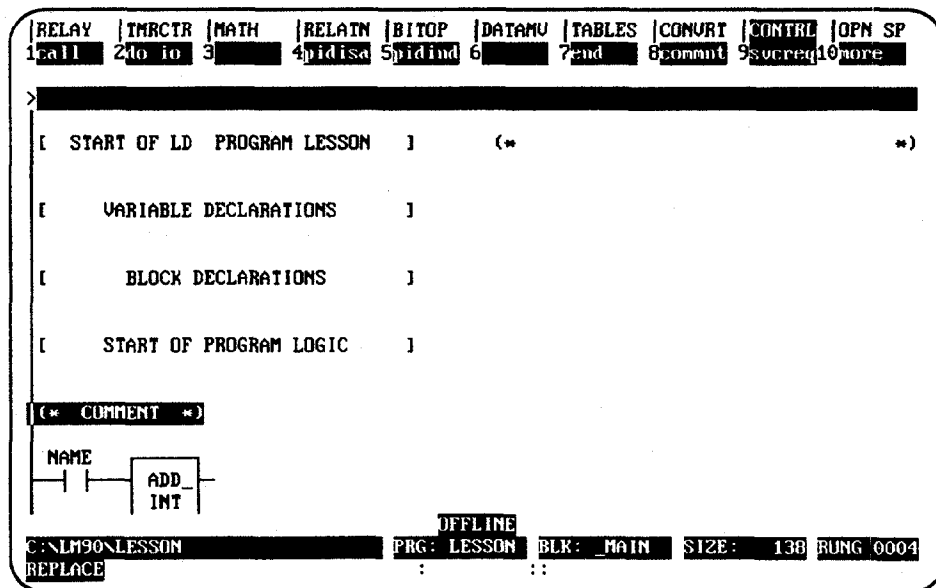 |RELAY |TMRCTR |MATH |RELATN |BITOP |DATAMV |TABLES |CONVRT |CONTRL |OPN SP
1call 2do io 3 4pidisa 5pidind 6 7end 8commnt 9svcreq 10more
>
[ START OF LD PROGRAM LESSON ] (* *)
[ VARIABLE DECLARATIONS ]
[ BLOCK DECLARATIONS ]
[ START OF PROGRAM LOGIC ]
(* COMMENT *)
NAME
ADD_
INT
OFFLINE
C:\LM90\LESSON PRG: LESSON BLK: _MAIN SIZE: 138 RUNG 0004
REPLACE : ::